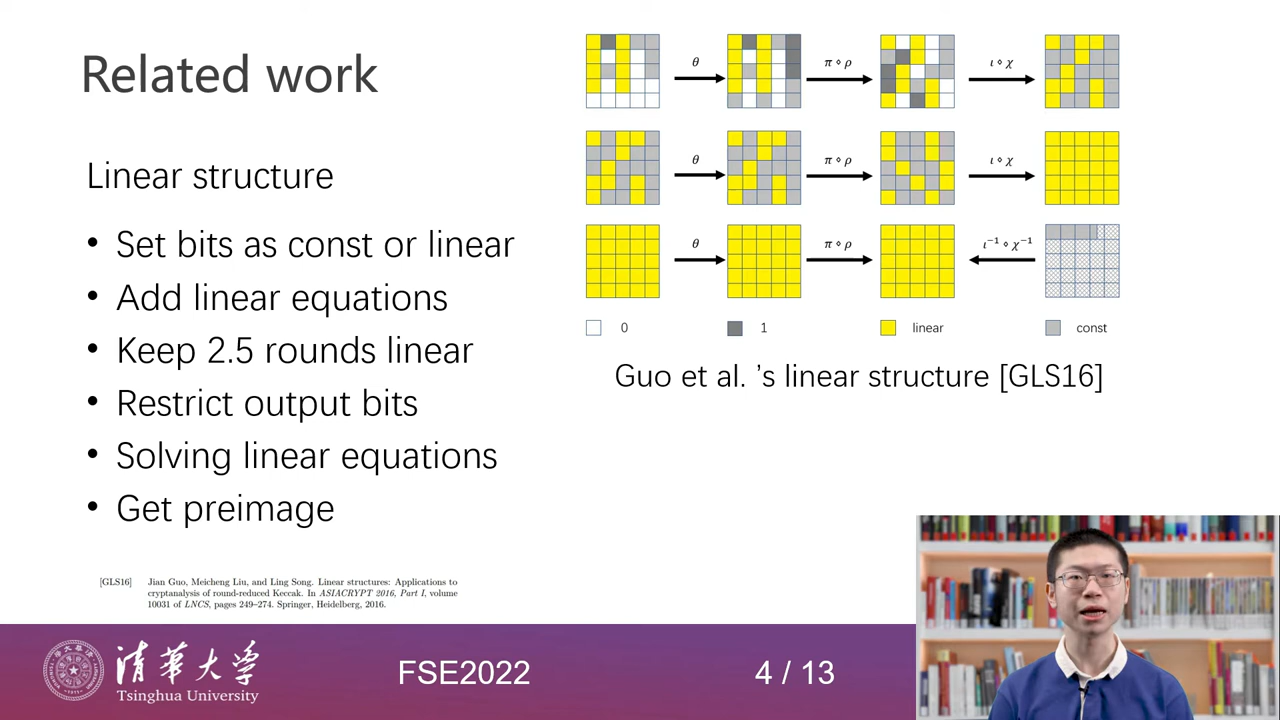 Related work
Linear structure
• Set bits as const or linear
• Add linear equations
• Keep 2.5 rounds linear
• Restrict output bits
• Solving linear equations
• Get preimage
θ
π ∘ ρ
ι ∘ χ
θ
π ∘ ρ
ι ∘ χ
θ
π ∘ ρ
ι⁻¹ ∘ χ⁻¹
0
1
linear
const
Guo et al. ’s linear structure [GLS16]
[GLS16] Jian Guo, Meicheng Liu, and Ling Song. Linear structures: Applications to
cryptanalysis of round-reduced Keccak. In ASIACRYPT 2016, Part I, volume
10031 of LNCS, pages 249–274. Springer, Heidelberg, 2016.
清华大学
Tsinghua University
FSE2022
4 / 13